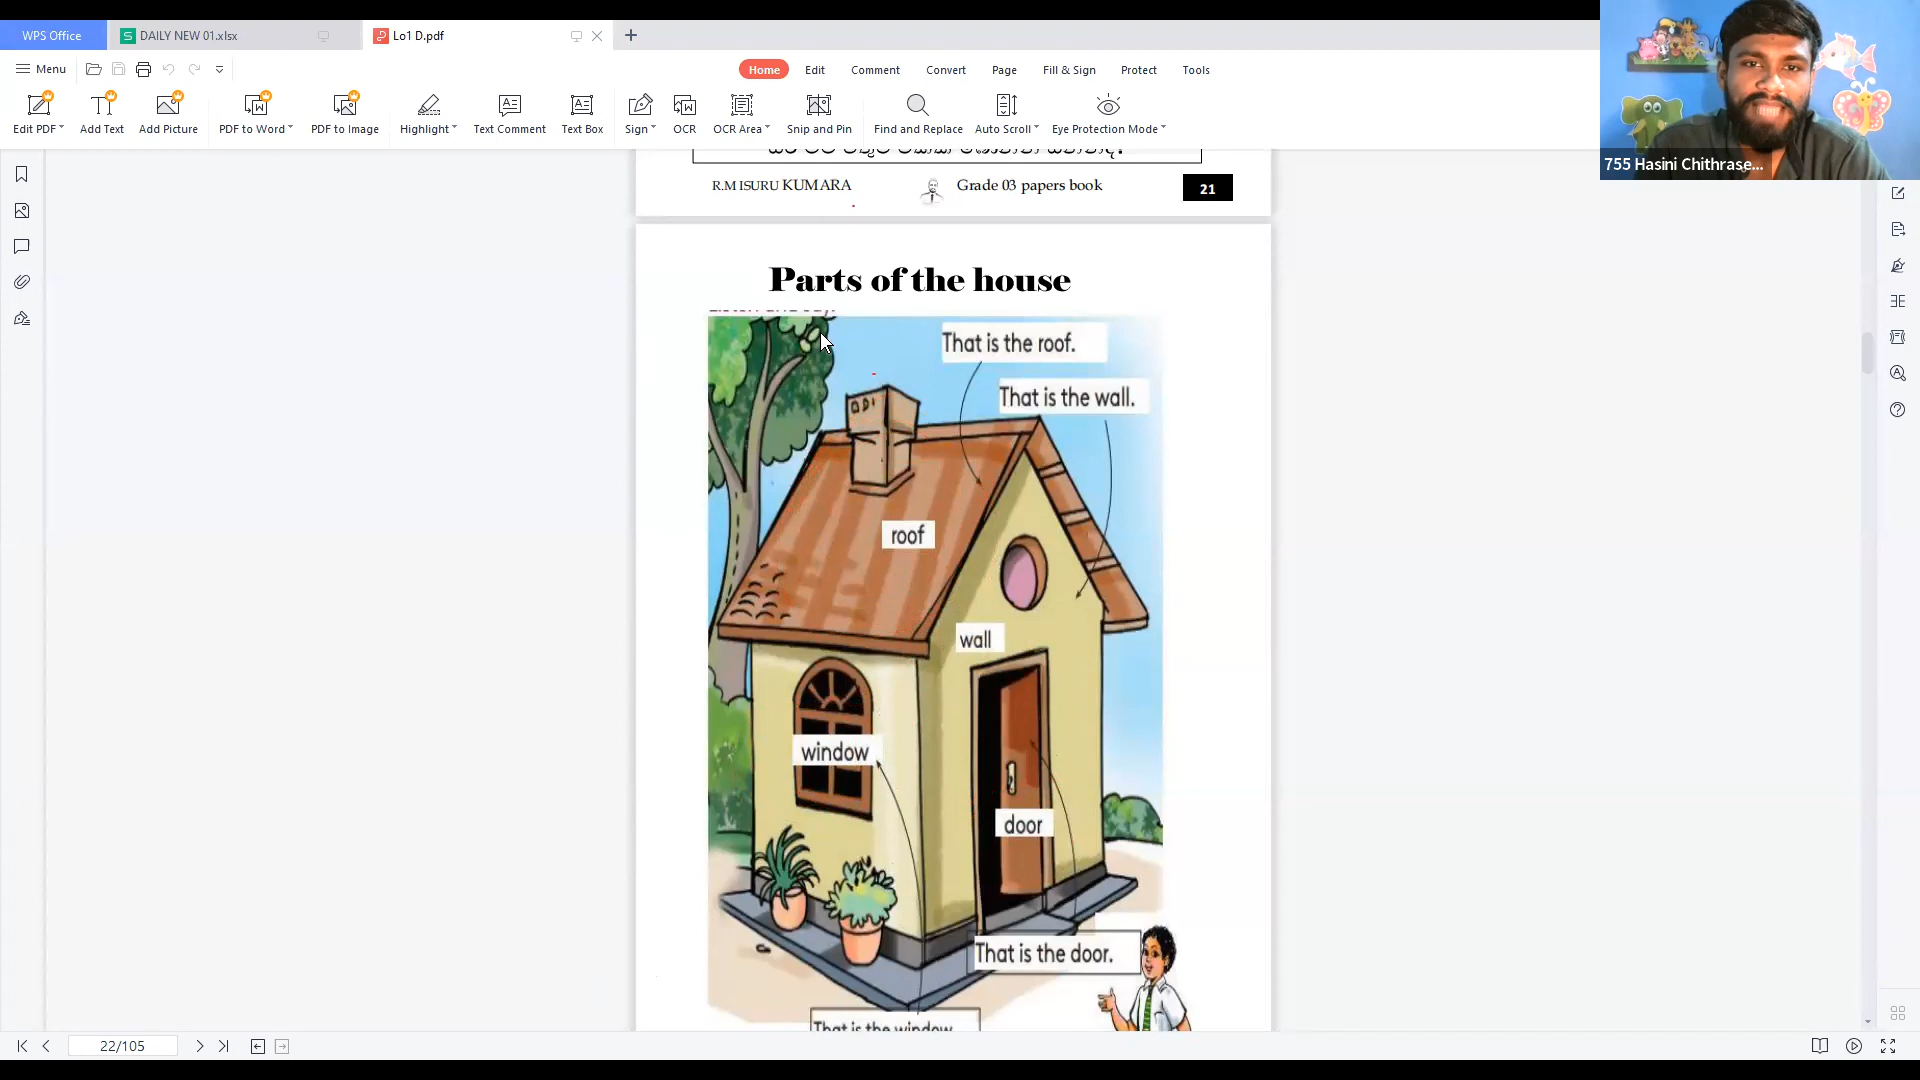 WPS Office
DAILY NEW 01.xlsx
Lo1 D.pdf
Menu
Home
Edit
Comment
Convert
Page
Fill & Sign
Protect
Tools
Edit PDF
Add Text
Add Picture
PDF to Word
PDF to Image
Highlight
Text Comment
Text Box
Sign
OCR
OCR Area
Snip and Pin
Find and Replace
Auto Scroll
Eye Protection Mode
755 Hasini Chithrase...
R.M ISURU KUMARA
Grade 03 papers book
21
Parts of the house
That is the roof.
That is the wall.
roof
wall
window
door
That is the door.
That is the window
22/105